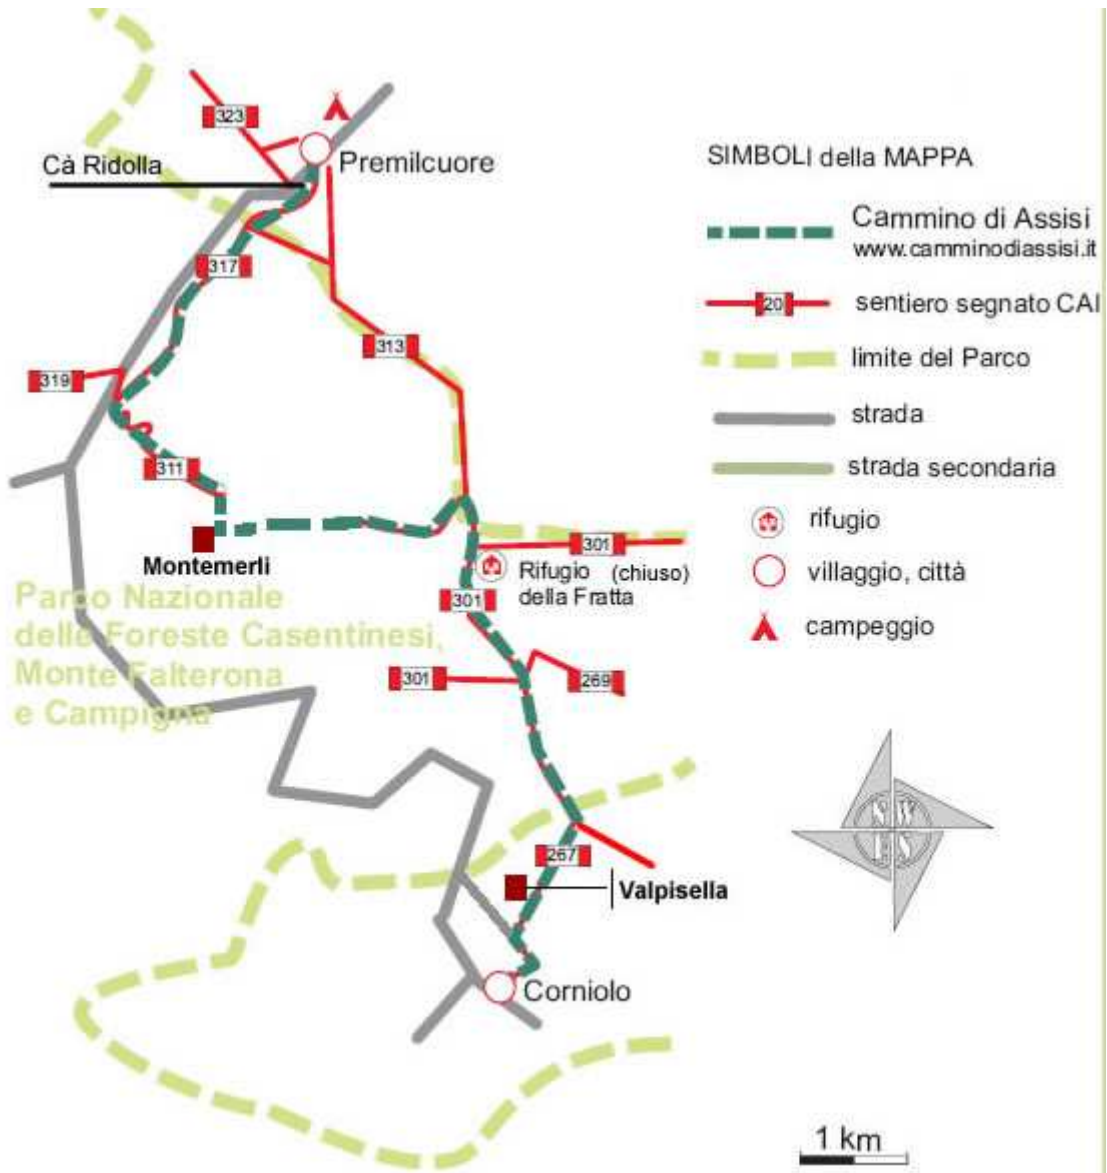 323
Cà Ridolla
Premilcuore
317
313
319
311
Montemerli
301
Rifugio (chiuso)
della Fratta
301
301
269
Parco Nazionale
delle Foreste Casentinesi,
Monte Falterona
e Campigna
267
Valpisella
Corniolo
SIMBOLI della MAPPA
Cammino di Assisi
www.camminodiassisi.it
20
sentiero segnato CAI
limite del Parco
strada
strada secondaria
rifugio
villaggio, città
campeggio
N W
E S
1 km